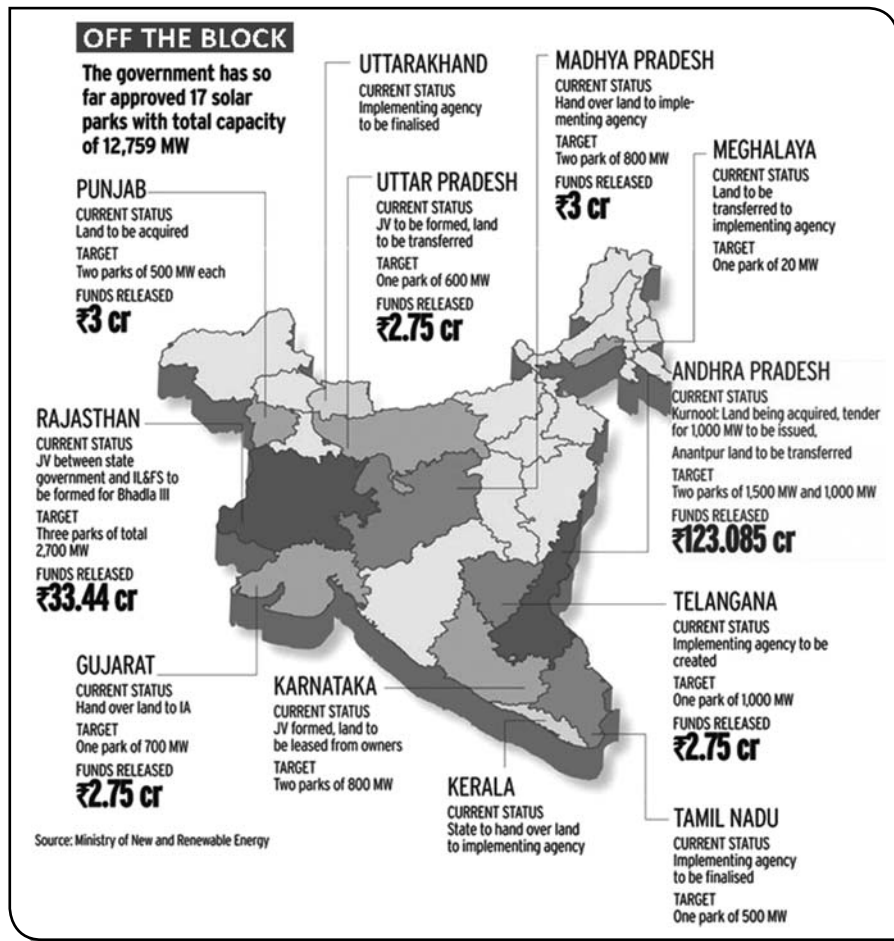 OFF THE BLOCK
The government has so
far approved 17 solar
parks with total capacity
of 12,759 MW
UTTARAKHAND
CURRENT STATUS
Implementing agency
to be finalised
MADHYA PRADESH
CURRENT STATUS
Hand over land to imple-
menting agency
TARGET
Two park of 800 MW
FUNDS RELEASED
₹3 cr
MEGHALAYA
CURRENT STATUS
Land to be
transferred to
implementing agency
TARGET
One park of 20 MW
PUNJAB
CURRENT STATUS
Land to be acquired
TARGET
Two parks of 500 MW each
FUNDS RELEASED
₹3 cr
UTTAR PRADESH
CURRENT STATUS
JV to be formed, land
to be transferred
TARGET
One park of 600 MW
FUNDS RELEASED
₹2.75 cr
ANDHRA PRADESH
CURRENT STATUS
Kurnool: Land being acquired, tender
for 1,000 MW to be issued,
Anantpur land to be transferred
TARGET
Two parks of 1,500 MW and 1,000 MW
FUNDS RELEASED
₹123.085 cr
RAJASTHAN
CURRENT STATUS
JV between state
government and IL&FS to
be formed for Bhadla III
TARGET
Three parks of total
2,700 MW
FUNDS RELEASED
₹33.44 cr
TELANGANA
CURRENT STATUS
Implementing agency to be
created
TARGET
One park of 1,000 MW
FUNDS RELEASED
₹2.75 cr
GUJARAT
CURRENT STATUS
Hand over land to IA
TARGET
One park of 700 MW
FUNDS RELEASED
₹2.75 cr
KARNATAKA
CURRENT STATUS
JV formed, land to
be leased from owners
TARGET
Two parks of 800 MW
KERALA
CURRENT STATUS
State to hand over land
to implementing agency
TAMIL NADU
CURRENT STATUS
Implementing agency
to be finalised
TARGET
One park of 500 MW
Source: Ministry of New and Renewable Energy